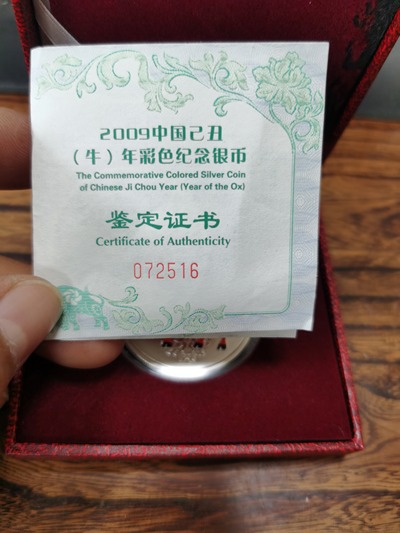 2009中国己丑
（牛）年彩色纪念银币
The Commemorative Colored Silver Coin
of Chinese Ji Chou Year (Year of the Ox)
鉴定证书
Certificate of Authenticity
072516